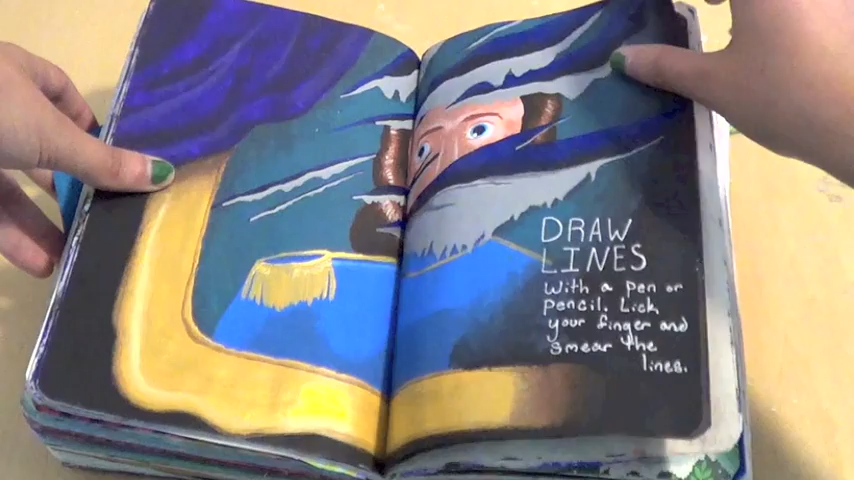 DRAW
LINES
With a pen or
pencil. Lick
your finger and
smear the
lines.